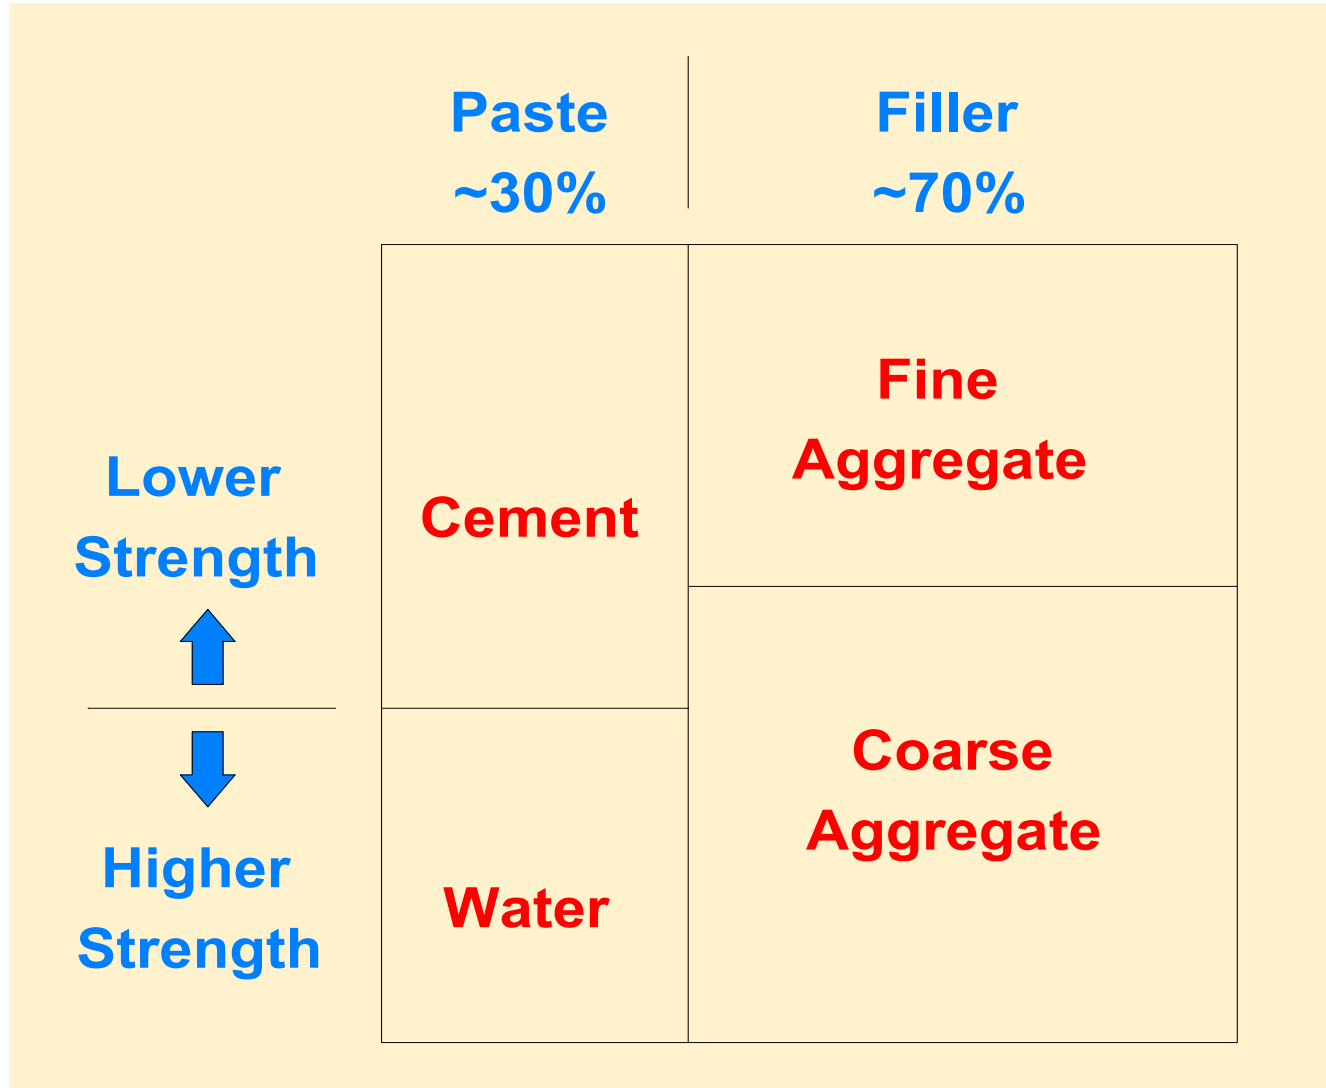 Paste
~30%
Filler
~70%
Lower
Strength
Higher
Strength
Cement
Water
Fine
Aggregate
Coarse
Aggregate